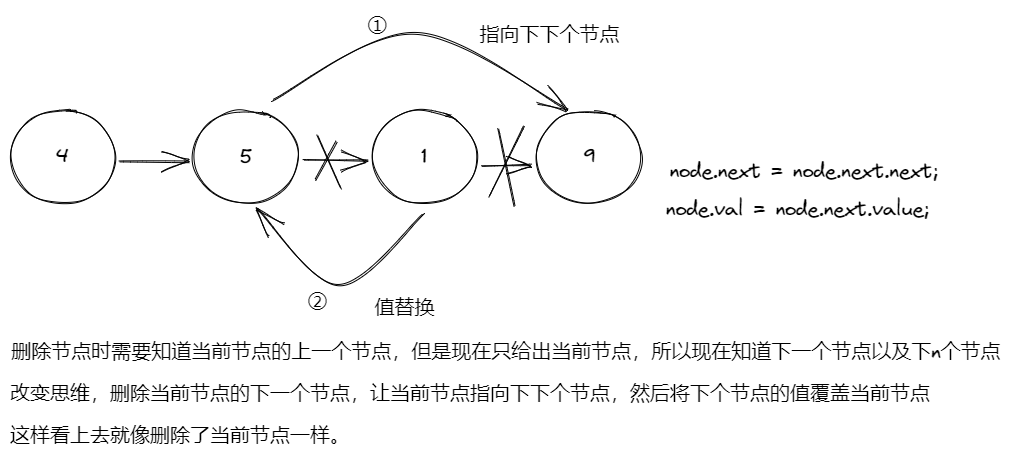 ①
指向下下个节点
4
5
1
9
node.next = node.next.next;
node.val = node.next.value;
②
值替换
删除节点时需要知道当前节点的上一个节点，但是现在只给出当前节点，所以现在知道下一个节点以及下n个节点
改变思维，删除当前节点的下一个节点，让当前节点指向下下个节点，然后将下个节点的值覆盖当前节点
这样看上去就像删除了当前节点一样。